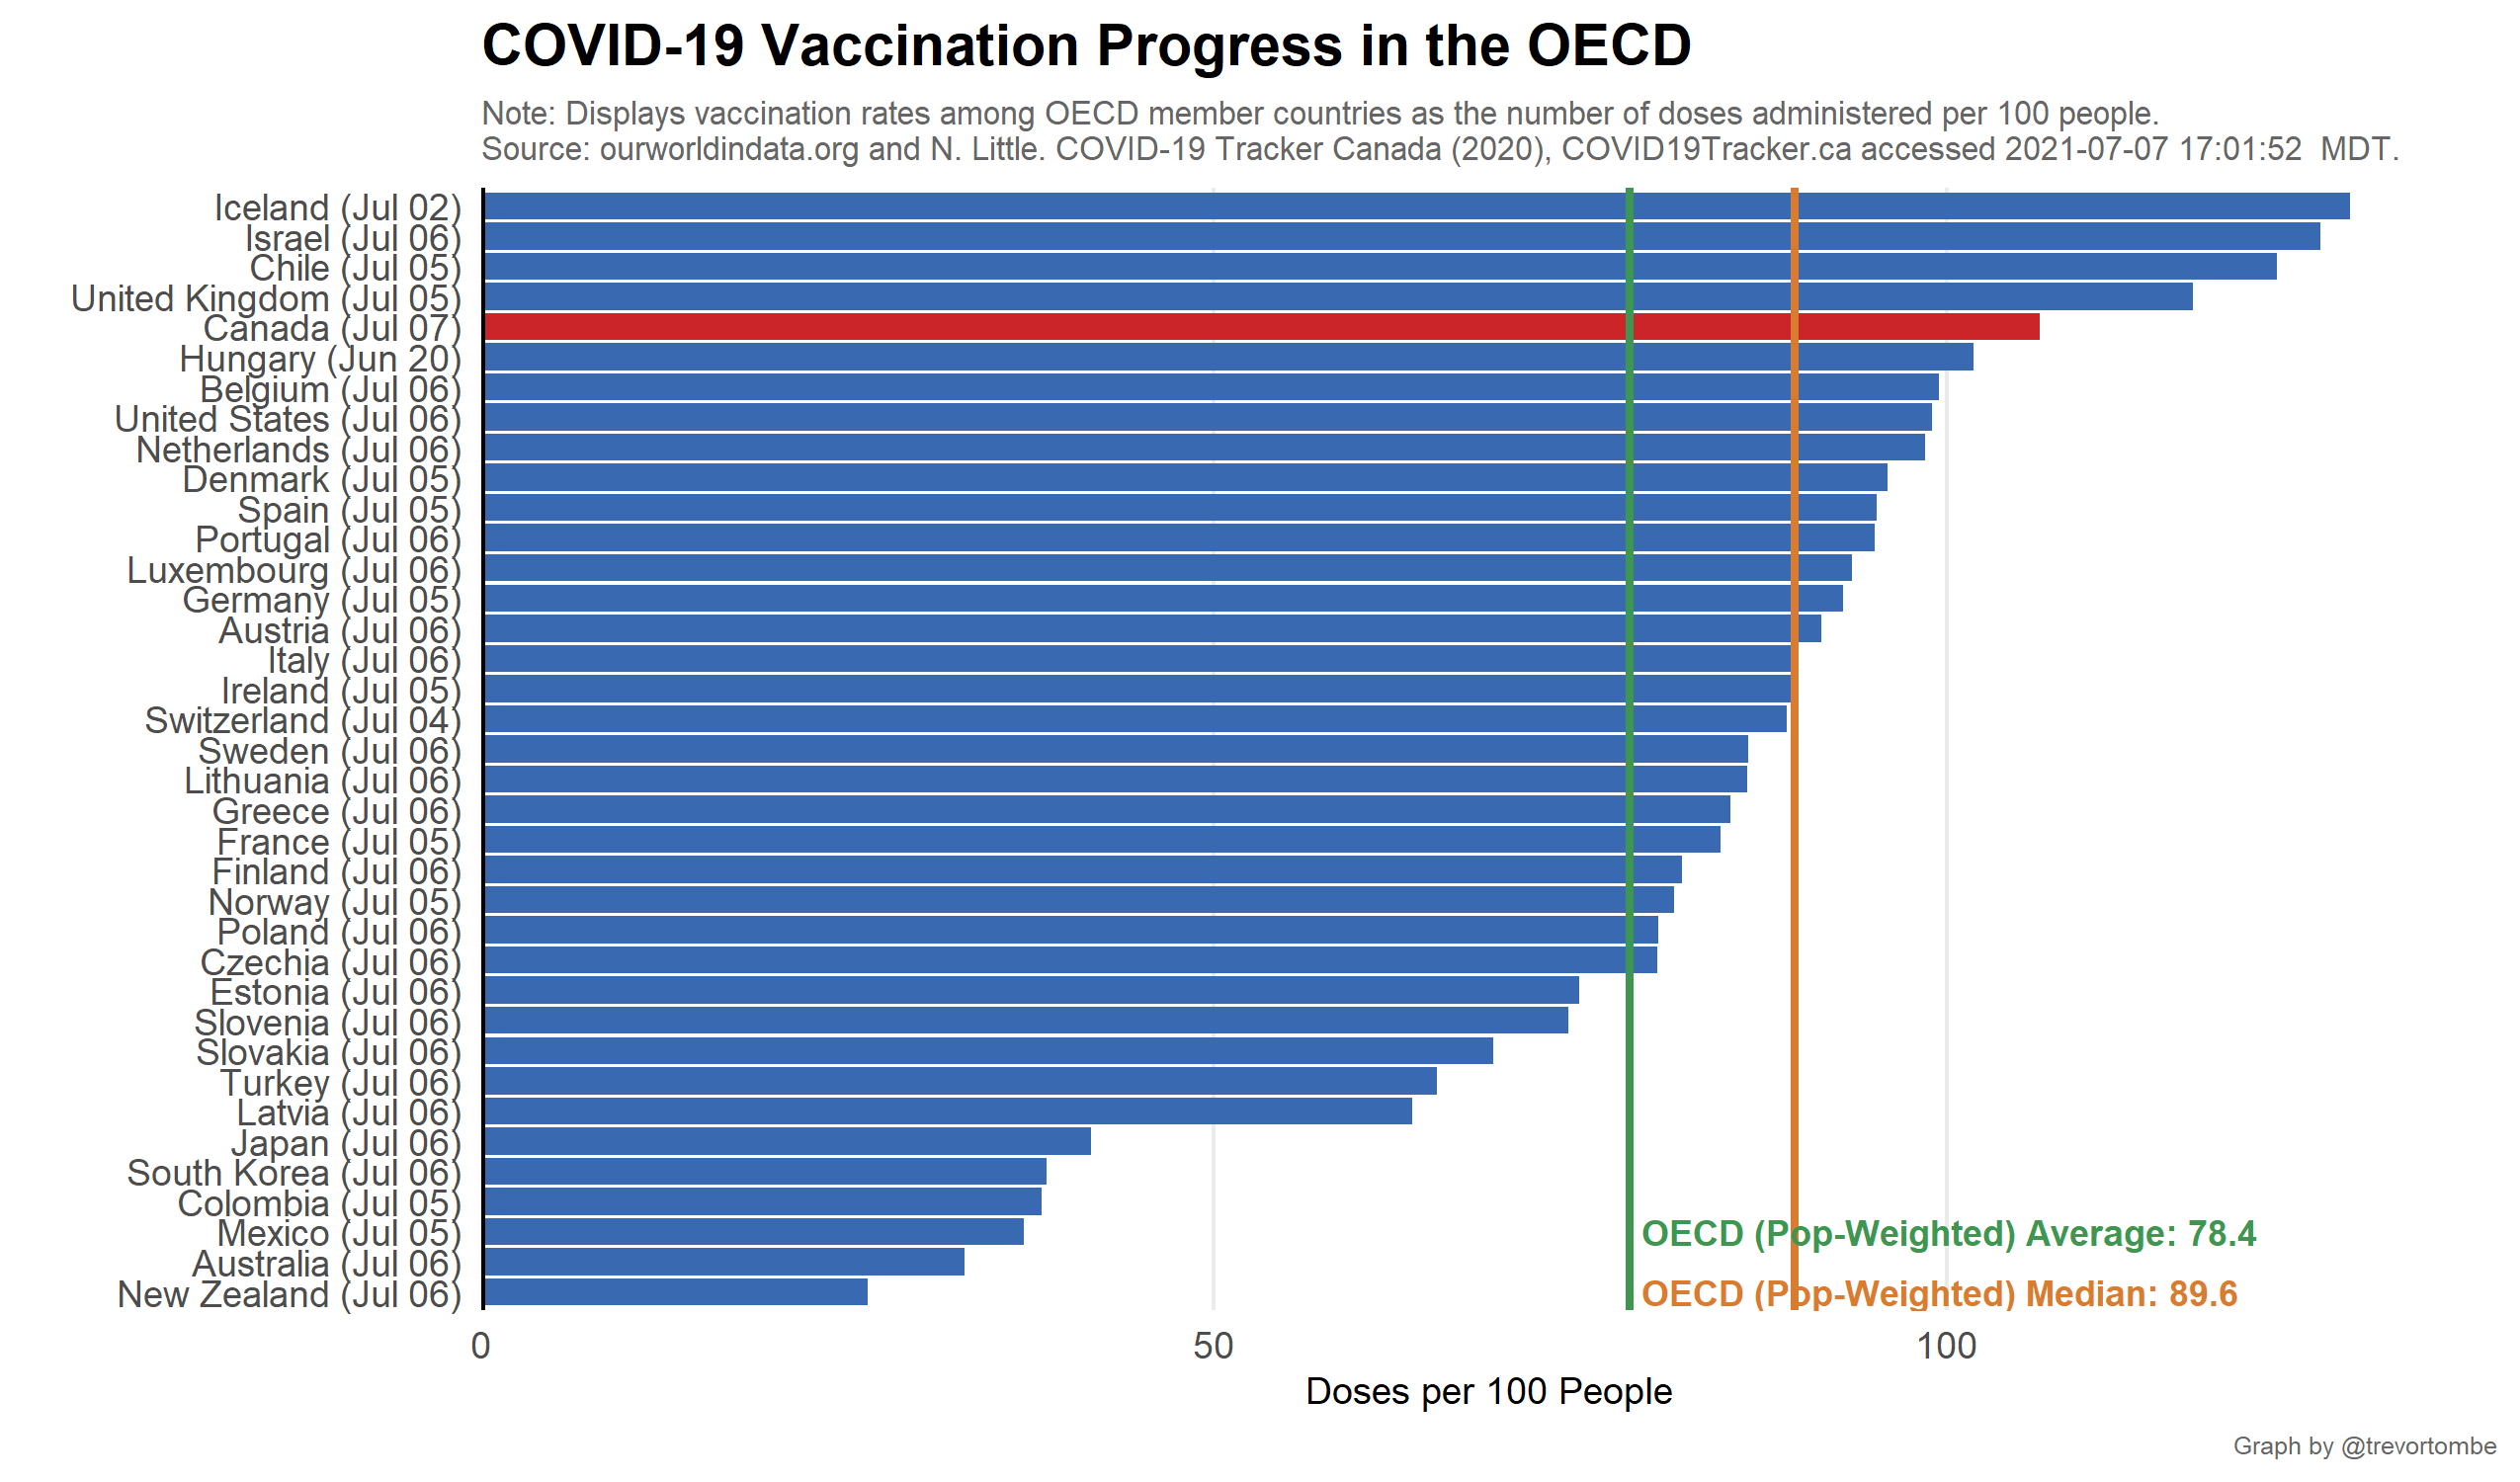 COVID-19 Vaccination Progress in the OECD
Note: Displays vaccination rates among OECD member countries as the number of doses administered per 100 people.
Source: ourworldindata.org and N. Little. COVID-19 Tracker Canada (2020), COVID19Tracker.ca accessed 2021-07-07 17:01:52  MDT.
Iceland (Jul 02)
Israel (Jul 06)
Chile (Jul 05)
United Kingdom (Jul 05)
Canada (Jul 07)
Hungary (Jun 20)
Belgium (Jul 06)
United States (Jul 06)
Netherlands (Jul 06)
Denmark (Jul 05)
Spain (Jul 05)
Portugal (Jul 06)
Luxembourg (Jul 06)
Germany (Jul 05)
Austria (Jul 06)
Italy (Jul 06)
Ireland (Jul 05)
Switzerland (Jul 04)
Sweden (Jul 06)
Lithuania (Jul 06)
Greece (Jul 06)
France (Jul 05)
Finland (Jul 06)
Norway (Jul 05)
Poland (Jul 06)
Czechia (Jul 06)
Estonia (Jul 06)
Slovenia (Jul 06)
Slovakia (Jul 06)
Turkey (Jul 06)
Latvia (Jul 06)
Japan (Jul 06)
South Korea (Jul 06)
Colombia (Jul 05)
Mexico (Jul 05)
Australia (Jul 06)
New Zealand (Jul 06)
OECD (Pop-Weighted) Average: 78.4
OECD (Pop-Weighted) Median: 89.6
0
50
100
Doses per 100 People
Graph by @trevortombe